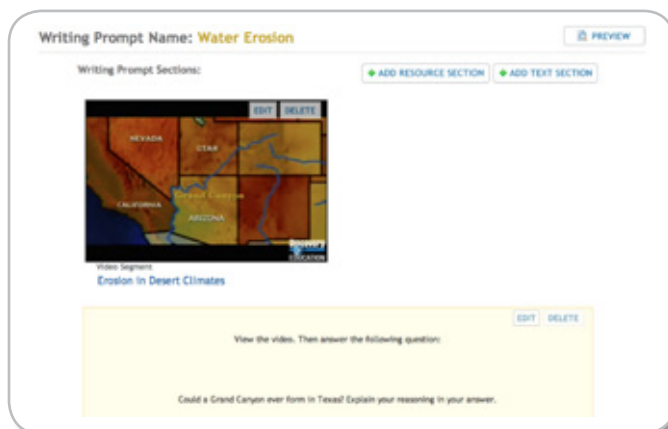 Writing Prompt Name: Water Erosion
PREVIEW
Writing Prompt Sections:
ADD RESOURCE SECTION
ADD TEXT SECTION
EDIT DELETE
NEVADA
UTAH
Grand Canyon
CALIFORNIA
ARIZONA
Discovery
EDUCATION
Video Segment
Erosion in Desert Climates
EDIT DELETE
View the video. Then answer the following question:
Could a Grand Canyon ever form in Texas? Explain your reasoning in your answer.